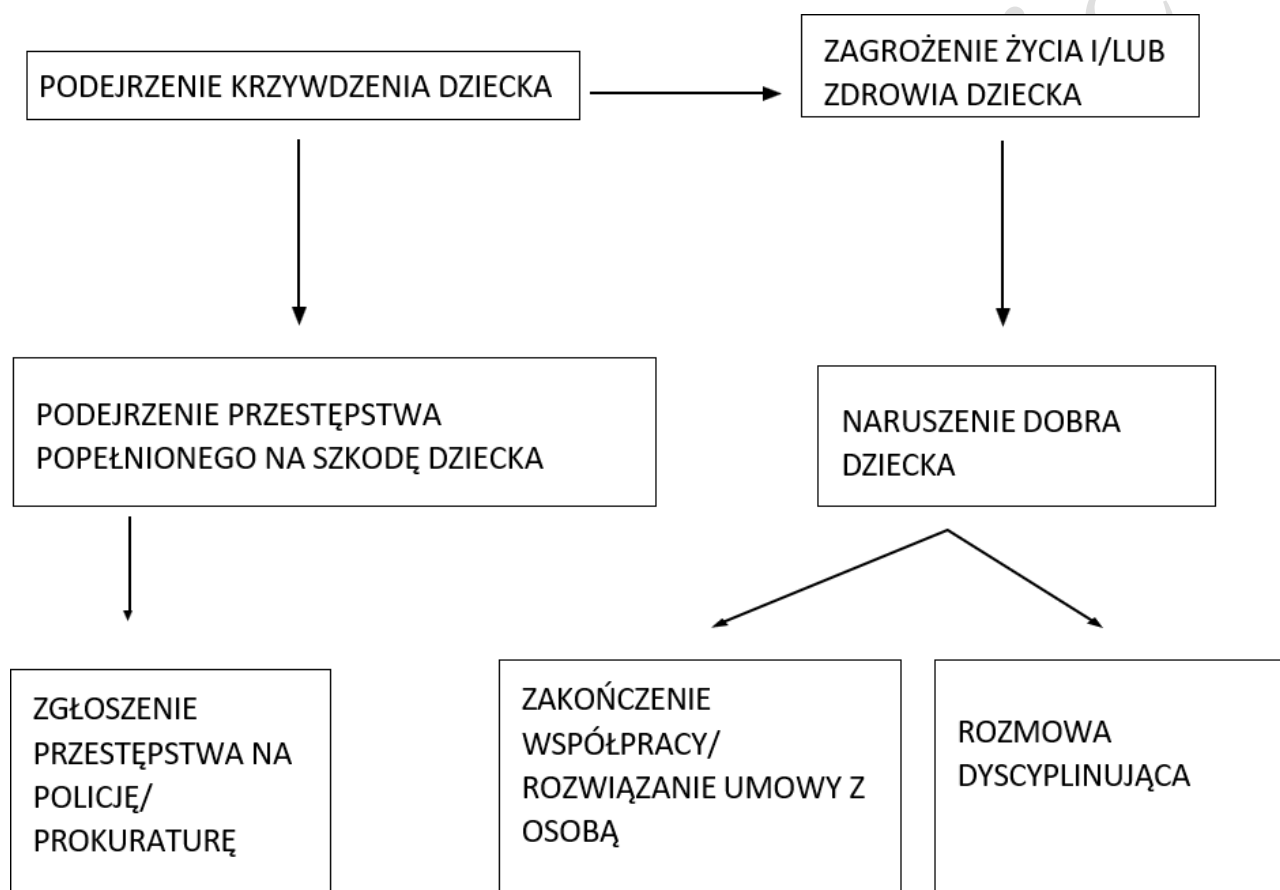 PODEJRZENIE KRZYWDZENIA DZIECKA
ZAGROŻENIE ŻYCIA I/LUB
ZDROWIA DZIECKA
PODEJRZENIE PRZESTĘPSTWA
POPEŁNIONEGO NA SZKODĘ DZIECKA
NARUSZENIE DOBRA
DZIECKA
ZGŁOSZENIE
PRZESTĘPSTWA NA
POLICJĘ/
PROKURATURĘ
ZAKOŃCZENIE
WSPÓŁPRACY/
ROZWIĄZANIE UMOWY Z
OSOBĄ
ROZMOWA
DYSCYPLINUJĄCA